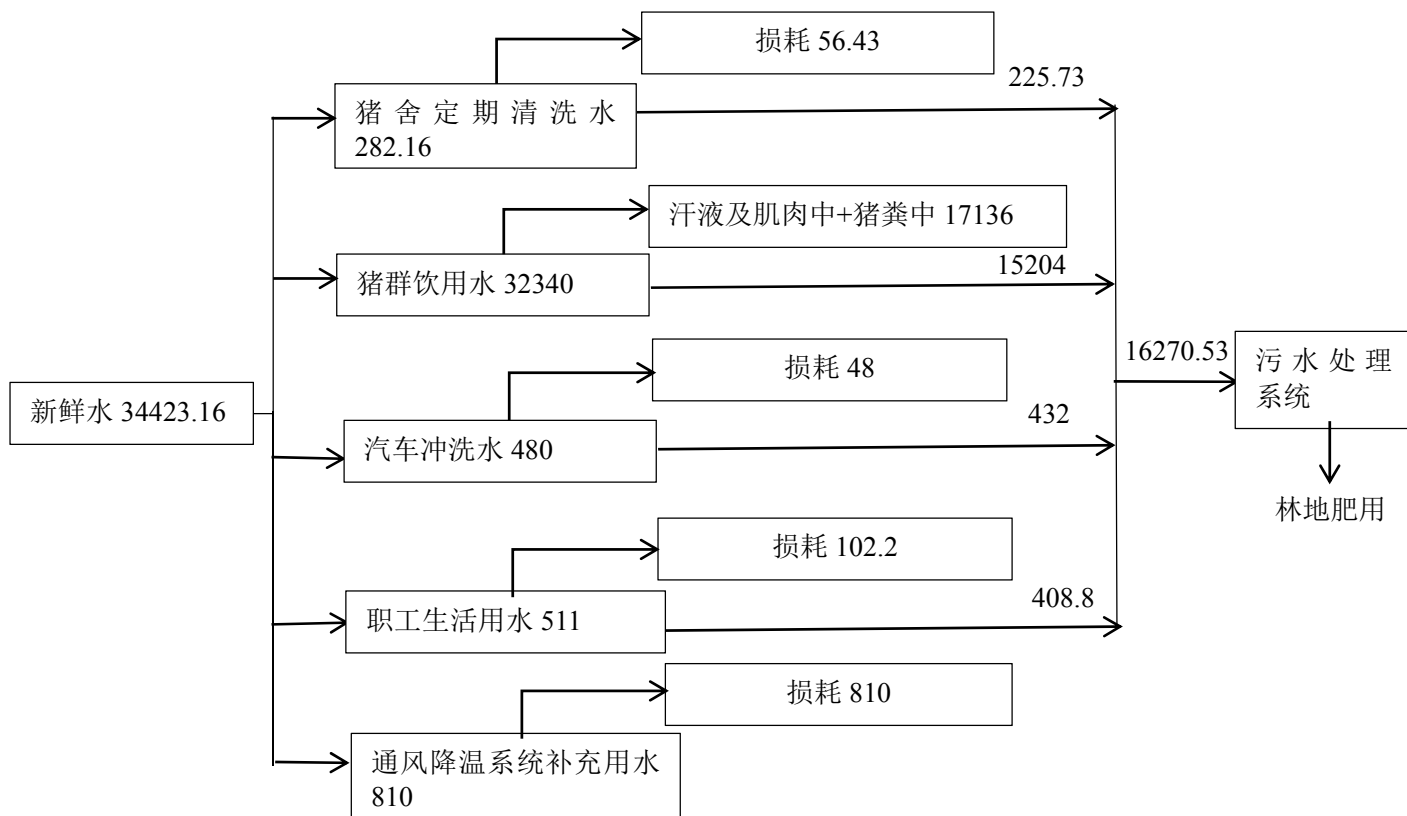 损耗 56.43
225.73
猪舍定期清洗水
282.16
汗液及肌肉中+猪粪中 17136
15204
猪群饮用水 32340
16270.53
污水处理
系统
损耗 48
新鲜水 34423.16
432
汽车冲洗水 480
林地肥用
损耗 102.2
408.8
职工生活用水 511
损耗 810
通风降温系统补充用水
810